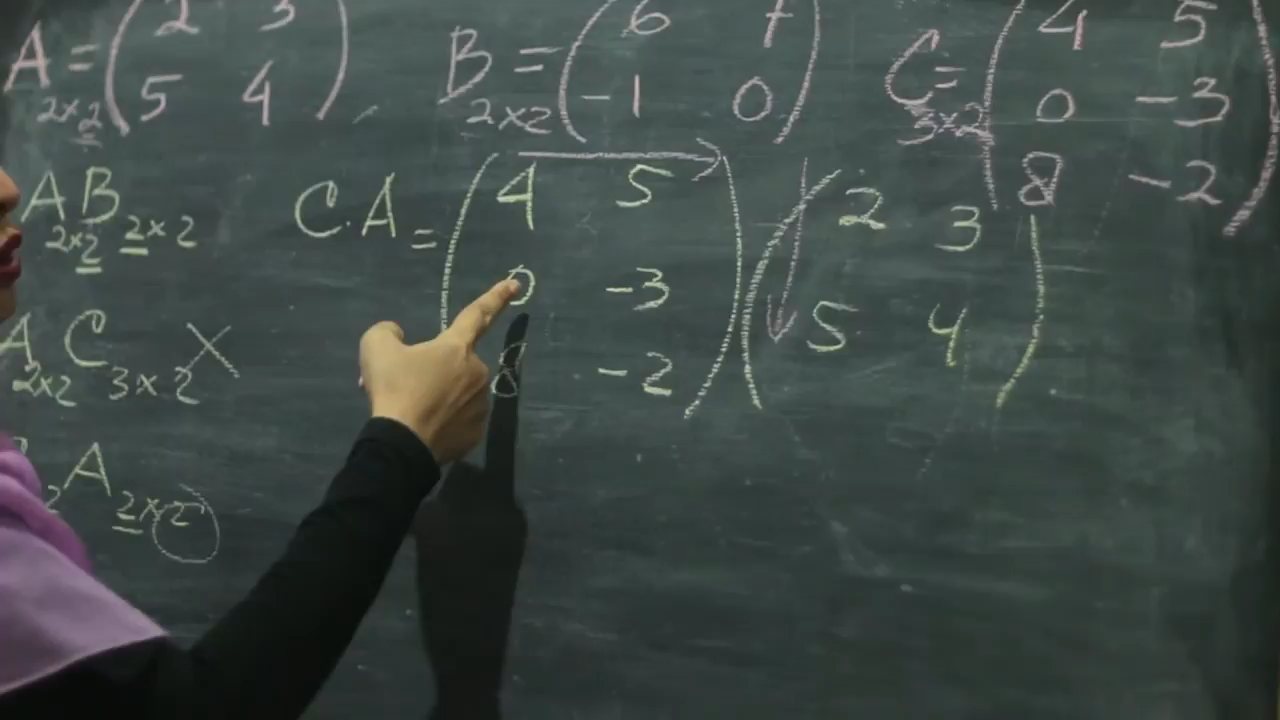 A 2×2 = ( 2 3
5 4 )
B 2×2 = ( 6
-1 0 )
C 3×2 = ( 4 5
0 -3
8 -2 )
A 2×2 B 2×2
A 2×2 C 3×2 X
A 2×2
C.A = ( 4 5
0 -3
8 -2 ) ( 2 3
5 4 )